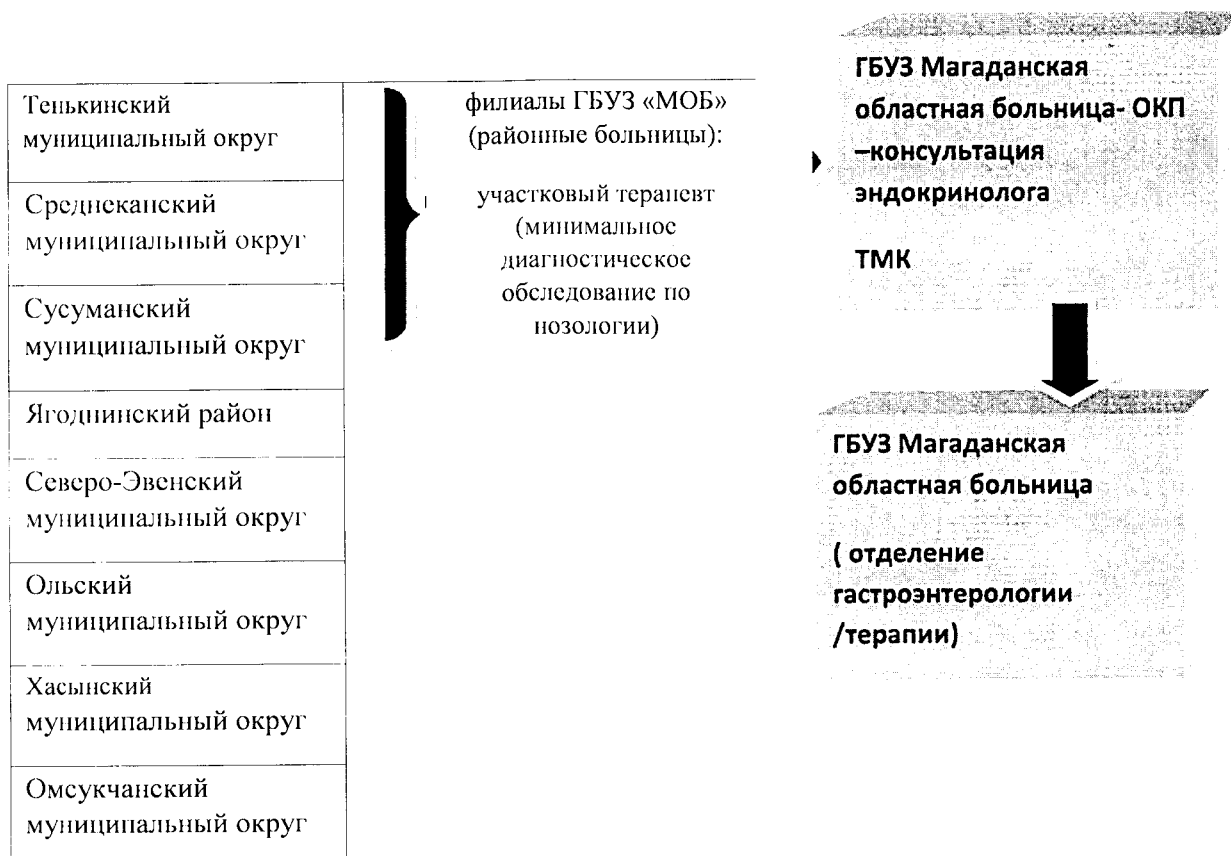 Тенькинский
муниципальный округ
Среднеканский
муниципальный округ
Сусуманский
муниципальный округ
Ягоднинский район
Северо-Эвенский
муниципальный округ
Ольский
муниципальный округ
Хасынский
муниципальный округ
Омсукчанский
муниципальный округ
филиалы ГБУЗ «МОБ»
(районные больницы):
участковый терапевт
(минимальное
диагностическое
обследование по
нозологии)
ГБУЗ Магаданская
областная больница- ОКП
–консультация
эндокринолога
ТМК
ГБУЗ Магаданская
областная больница
( отделение
гастроэнтерологии
/терапии)